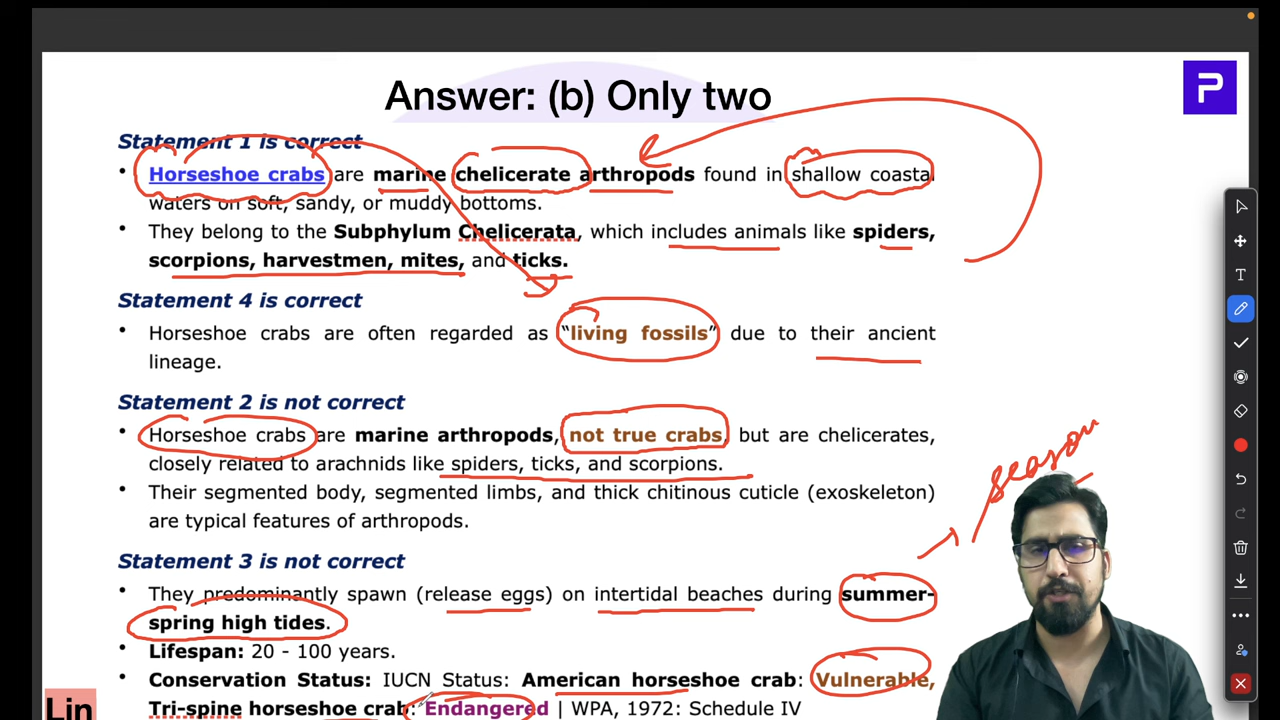 Answer: (b) Only two
Statement 1 is correct
• Horseshoe crabs are marine chelicerate arthropods found in shallow coastal
waters on soft, sandy, or muddy bottoms.
• They belong to the Subphylum Chelicerata, which includes animals like spiders,
scorpions, harvestmen, mites, and ticks.
Statement 4 is correct
• Horseshoe crabs are often regarded as “living fossils” due to their ancient
lineage.
Statement 2 is not correct
• Horseshoe crabs are marine arthropods, not true crabs, but are chelicerates,
closely related to arachnids like spiders, ticks, and scorpions.
• Their segmented body, segmented limbs, and thick chitinous cuticle (exoskeleton)
are typical features of arthropods.
season
Statement 3 is not correct
• They predominantly spawn (release eggs) on intertidal beaches during summer-
spring high tides.
• Lifespan: 20 - 100 years.
• Conservation Status: IUCN Status: American horseshoe crab: Vulnerable,
Tri-spine horseshoe crab: Endangered | WPA, 1972: Schedule IV
Lin
P
T